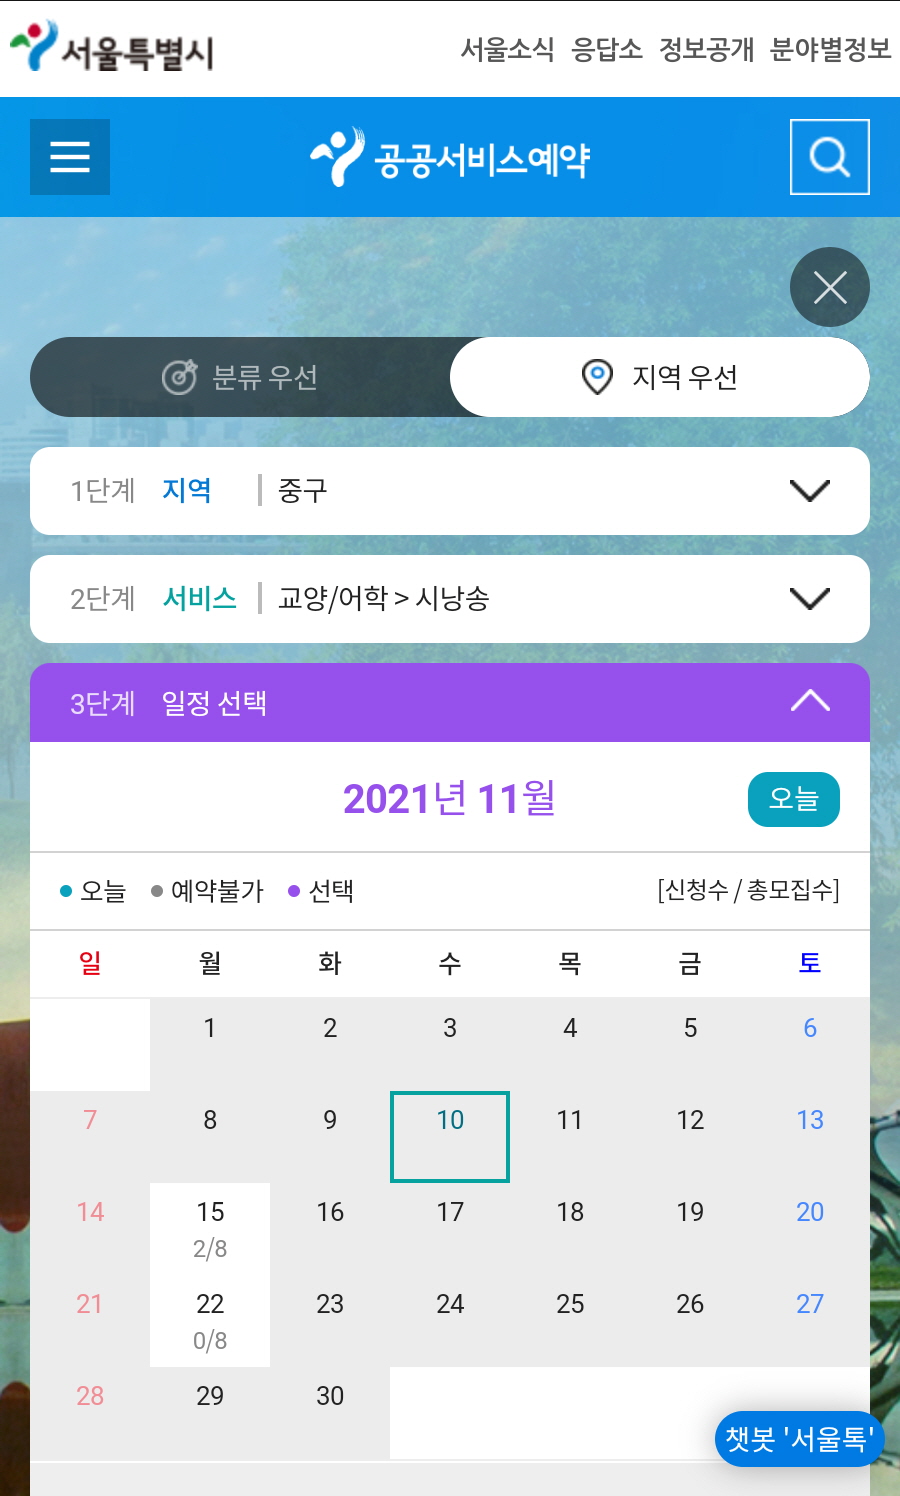 서울특별시 서울소식 응답소 정보공개 분야별정보
공공서비스예약
분류 우선 지역 우선
1단계 지역 중구
2단계 서비스 교양/어학 > 시낭송
3단계 일정 선택
2021년 11월 오늘
오늘 예약불가 선택 [신청수 / 총모집수]
일 월 화 수 목 금 토
1 2 3 4 5 6
7 8 9 10 11 12 13
14 15 16 17 18 19 20
2/8
21 22 23 24 25 26 27
0/8
28 29 30
챗봇 '서울톡'